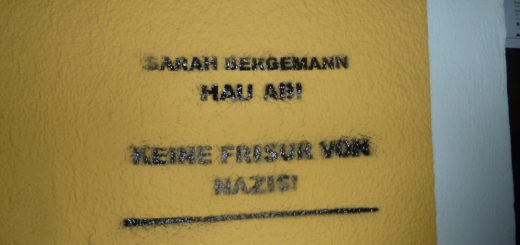 SARAH BERGEMANN
HAU AB!
KEINE FRISUR VON
NAZIS!